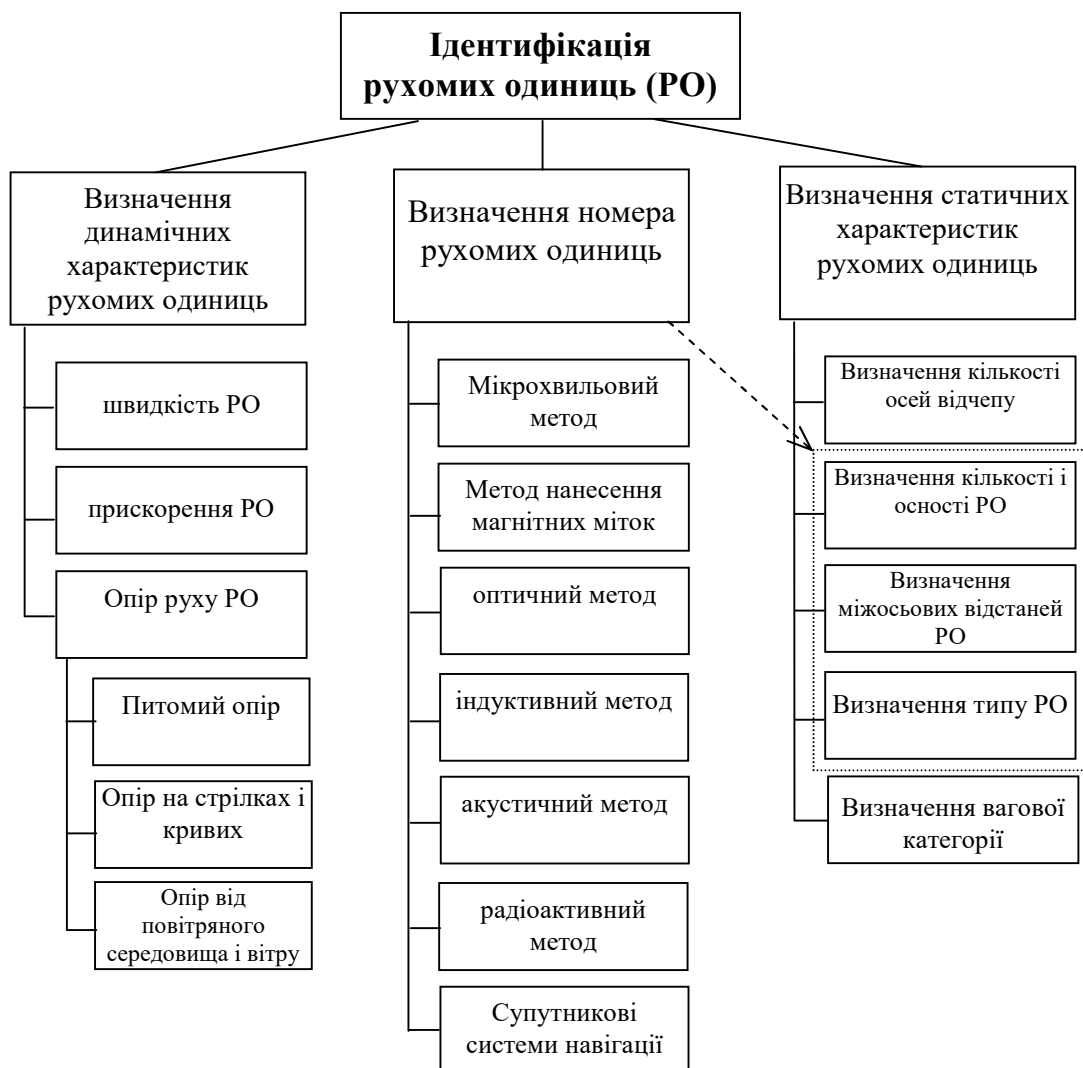 Ідентифікація
рухомих одиниць (РО)
Визначення
динамічних
характеристик
рухомих одиниць
швидкість РО
прискорення РО
Опір руху РО
Питомий опір
Опір на стрілках і
кривих
Опір від
повітряного
середовища і вітру
Визначення номера
рухомих одиниць
Мікрохвильовий
метод
Метод нанесення
магнітних міток
оптичний метод
індуктивний метод
акустичний метод
радіоактивний
метод
Супутникові
системи навігації
Визначення статичних
характеристик
рухомих одиниць
Визначення кількості
осей відчепу
Визначення кількості і
осності РО
Визначення
міжосьових відстаней
РО
Визначення типу РО
Визначення вагової
категорії